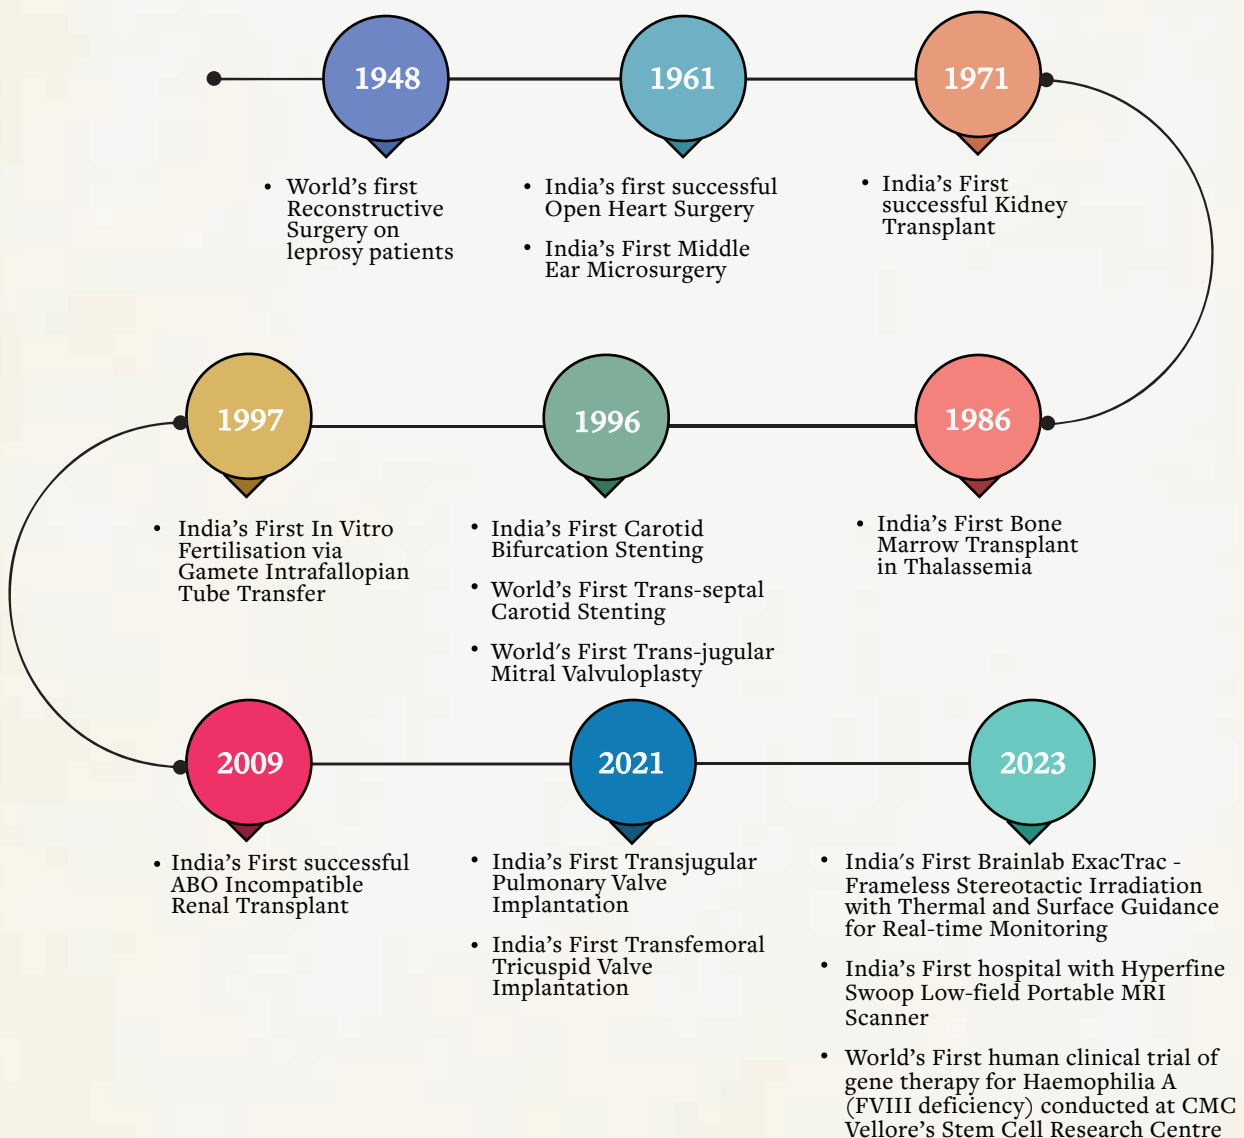 1948
World’s first
Reconstructive
Surgery on
leprosy patients
1961
• India’s first successful
Open Heart Surgery
• India’s First Middle
Ear Microsurgery
1971
• India’s First
successful Kidney
Transplant
1986
• India’s First Bone
Marrow Transplant
in Thalassemia
1996
• India’s First Carotid
Bifurcation Stenting
• World’s First Trans-septal
Carotid Stenting
• World's First Trans-jugular
Mitral Valvuloplasty
1997
• India’s First In Vitro
Fertilisation via
Gamete Intrafallopian
Tube Transfer
2009
• India’s First successful
ABO Incompatible
Renal Transplant
2021
• India’s First Transjugular
Pulmonary Valve
Implantation
• India’s First Transfemoral
Tricuspid Valve
Implantation
2023
• India's First Brainlab ExacTrac -
Frameless Stereotactic Irradiation
with Thermal and Surface Guidance
for Real-time Monitoring
• India’s First hospital with Hyperfine
Swoop Low-field Portable MRI
Scanner
• World’s First human clinical trial of
gene therapy for Haemophilia A
(FVIII deficiency) conducted at CMC
Vellore’s Stem Cell Research Centre